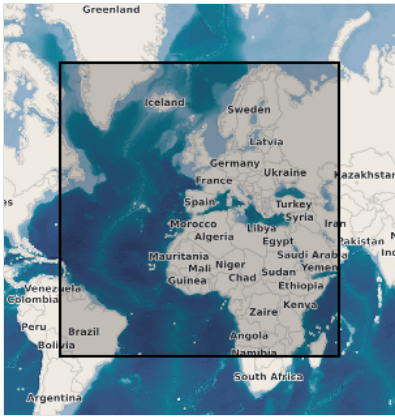 Greenland
Iceland
Sweden
Latvia
Germany
Ukraine
France
Kazakhstan
Spain
Turkey
Syria
Morocco
Libya
Iran
Algeria
Egypt
Pakistan
Mauritania
Saudi Arabia
Mali
Niger
Yemen
Guinea
Chad
Sudan
Ethiopia
Venezuela
Colombia
Kenya
Zaire
Peru
Brazil
Angola
Bolivia
Namibia
South Africa
Argentina